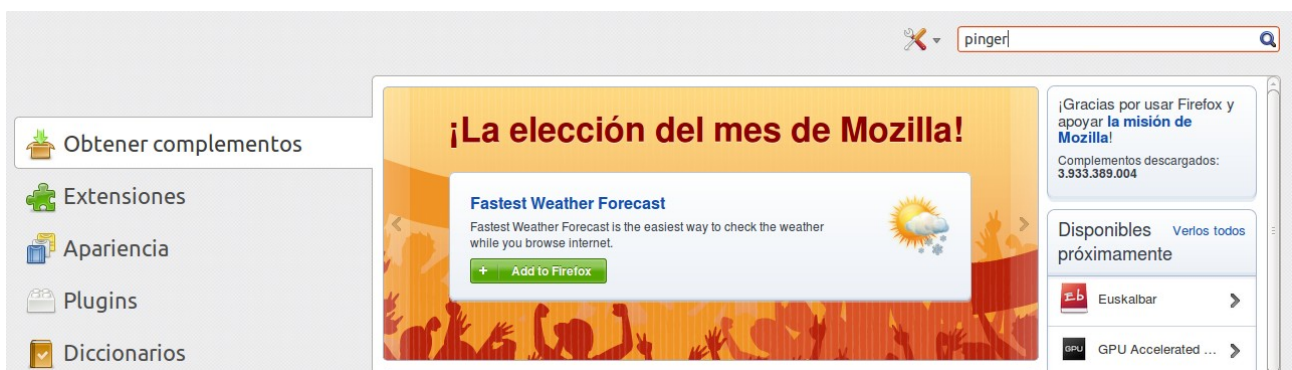 pinger
Obtener complementos
Extensiones
Apariencia
Plugins
Diccionarios
¡La elección del mes de Mozilla!
Fastest Weather Forecast
Fastest Weather Forecast is the easiest way to check the weather
while you browse internet.
+ Add to Firefox
¡Gracias por usar Firefox y
apoyar la misión de
Mozilla!
Complementos descargados:
3.933.389.004
Disponibles Verlos todos
próximamente
Eb Euskalbar
GPU GPU Accelerated ...